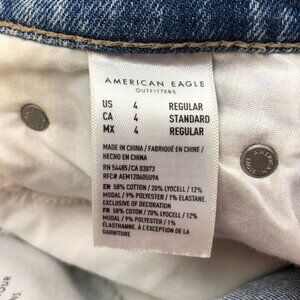 AMERICAN EAGLE
OUTFITTERS
US 4 REGULAR
CA 4 STANDARD
MX 4 REGULAR
MADE IN CHINA / FABRIQUÉ EN CHINE /
HECHO EN CHINA
RN 54485/CA 03873
RFC# AEM120605U9A
EN 58% COTTON / 20% LYOCELL / 12%
MODAL / 9% POLYESTER / 1% ELASTANE.
EXCLUSIVE OF DECORATION
FR 58% COTON / 20% LYOCELL / 12%
MODAL / 9% POLYESTER / 1%
ÉLASTHANNE. À L'EXCEPTION DE LA
GARNITURE
AMERICAN